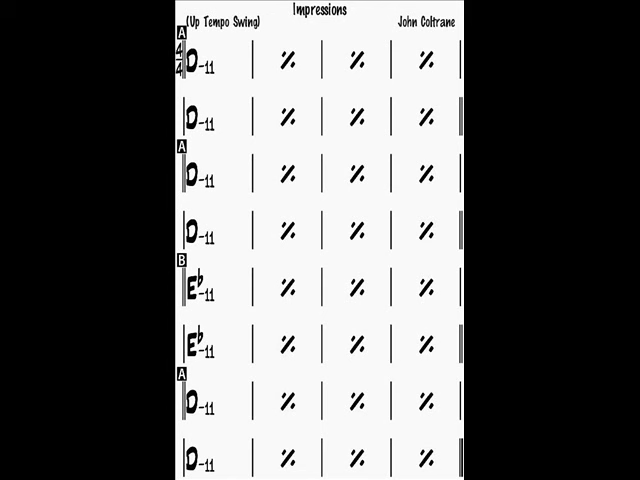 Impressions
(Up Tempo Swing) John Coltrane
A
4/4 D-11 𝄎 𝄎 𝄎
D-11 𝄎 𝄎 𝄎
A
D-11 𝄎 𝄎 𝄎
D-11 𝄎 𝄎 𝄎
B
E♭-11 𝄎 𝄎 𝄎
E♭-11 𝄎 𝄎 𝄎
A
D-11 𝄎 𝄎 𝄎
D-11 𝄎 𝄎 𝄎